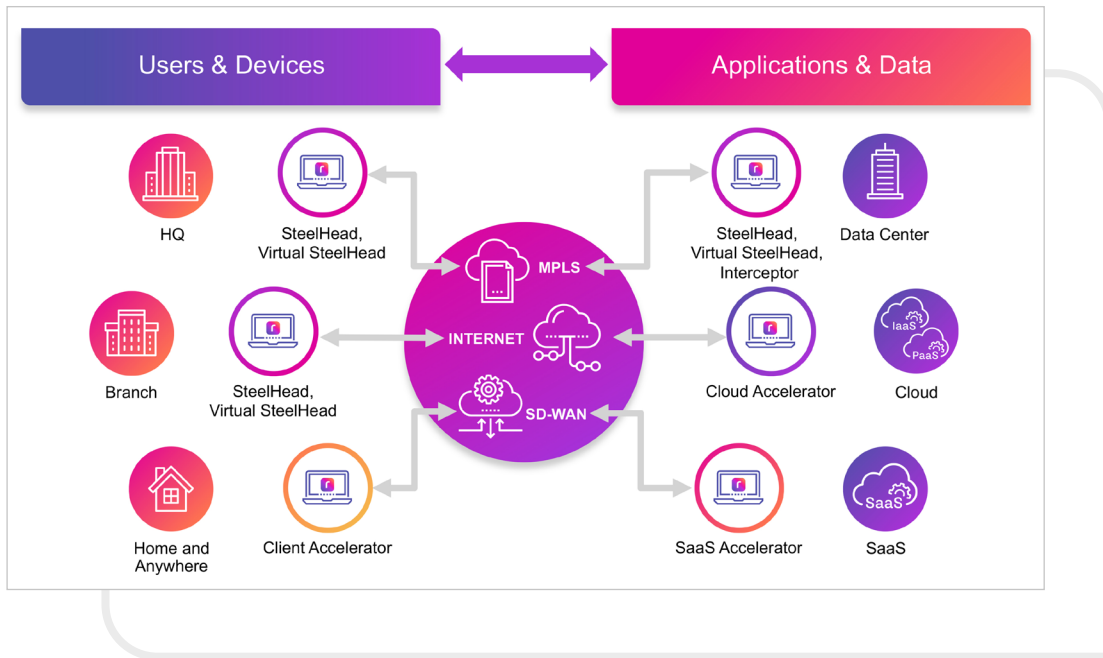 Users & Devices
Applications & Data
HQ
SteelHead,
Virtual SteelHead
MPLS
SteelHead,
Virtual SteelHead,
Interceptor
Data Center
Branch
SteelHead,
Virtual SteelHead
INTERNET
Cloud Accelerator
IaaS
PaaS
Cloud
Home and
Anywhere
Client Accelerator
SD-WAN
SaaS Accelerator
SaaS
SaaS